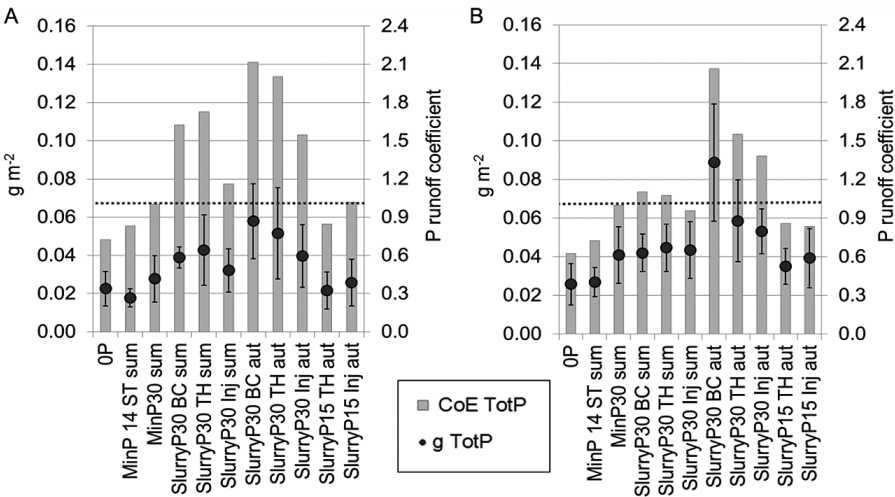 A
0.16
0.14
0.12
0.10
0.08
0.06
0.04
0.02
0.00
g m-2
2.4
2.1
1.8
1.5
1.2
0.9
0.6
0.3
0.0
P runoff coefficient
0P
MinP 14 ST sum
MinP30 sum
SlurryP30 BC sum
SlurryP30 TH sum
SlurryP30 Inj sum
SlurryP30 BC aut
SlurryP30 TH aut
SlurryP30 Inj aut
SlurryP15 TH aut
SlurryP15 Inj aut
B
0.16
0.14
0.12
0.10
0.08
0.06
0.04
0.02
0.00
g m-2
2.4
2.1
1.8
1.5
1.2
0.9
0.6
0.3
0.0
P runoff coefficient
0P
MinP 14 ST sum
MinP30 sum
SlurryP30 BC sum
SlurryP30 TH sum
SlurryP30 Inj sum
SlurryP30 BC aut
SlurryP30 TH aut
SlurryP30 Inj aut
SlurryP15 TH aut
SlurryP15 Inj aut
CoE TotP
g TotP